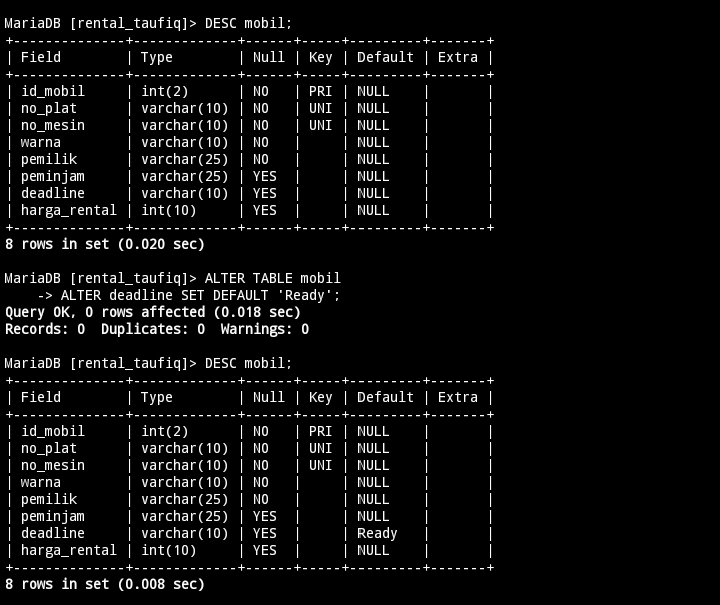 MariaDB [rental_taufiq]> DESC mobil;
+--------------+-------------+------+-----+---------+-------+
| Field        | Type        | Null | Key | Default | Extra |
+--------------+-------------+------+-----+---------+-------+
| id_mobil     | int(2)      | NO   | PRI | NULL    |       |
| no_plat      | varchar(10) | NO   | UNI | NULL    |       |
| no_mesin     | varchar(10) | NO   | UNI | NULL    |       |
| warna        | varchar(10) | NO   |     | NULL    |       |
| pemilik      | varchar(25) | NO   |     | NULL    |       |
| peminjam     | varchar(25) | YES  |     | NULL    |       |
| deadline     | varchar(10) | YES  |     | NULL    |       |
| harga_rental | int(10)     | YES  |     | NULL    |       |
+--------------+-------------+------+-----+---------+-------+
8 rows in set (0.020 sec)
MariaDB [rental_taufiq]> ALTER TABLE mobil
    -> ALTER deadline SET DEFAULT 'Ready';
Query OK, 0 rows affected (0.018 sec)
Records: 0  Duplicates: 0  Warnings: 0
MariaDB [rental_taufiq]> DESC mobil;
+--------------+-------------+------+-----+---------+-------+
| Field        | Type        | Null | Key | Default | Extra |
+--------------+-------------+------+-----+---------+-------+
| id_mobil     | int(2)      | NO   | PRI | NULL    |       |
| no_plat      | varchar(10) | NO   | UNI | NULL    |       |
| no_mesin     | varchar(10) | NO   | UNI | NULL    |       |
| warna        | varchar(10) | NO   |     | NULL    |       |
| pemilik      | varchar(25) | NO   |     | NULL    |       |
| peminjam     | varchar(25) | YES  |     | NULL    |       |
| deadline     | varchar(10) | YES  |     | Ready   |       |
| harga_rental | int(10)     | YES  |     | NULL    |       |
+--------------+-------------+------+-----+---------+-------+
8 rows in set (0.008 sec)